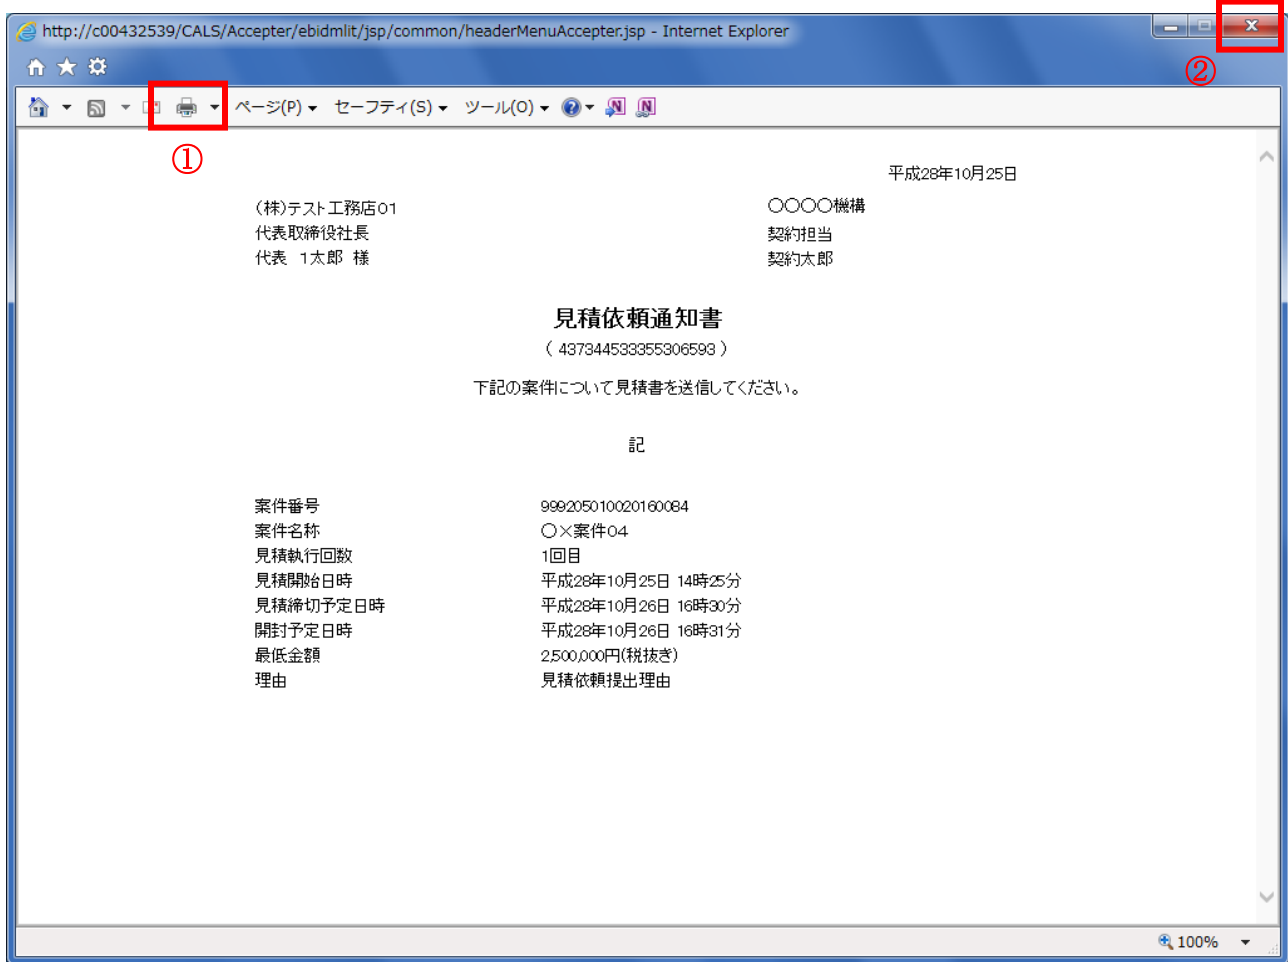 http://c00432539/CALS/Accepter/ebidmlit/jsp/common/headerMenuAccepter.jsp - Internet Explorer
②
ページ(P) セーフティ(S) ツール(O)
①
平成28年10月25日
(株)テスト工務店01
代表取締役社長
代表 1太郎 様
〇〇〇〇機構
契約担当
契約太郎
見積依頼通知書
( 437344533355306593 )
下記の案件について見積書を送信してください。
記
案件番号 999205010020160084
案件名称 〇×案件04
見積執行回数 1回目
見積開始日時 平成28年10月25日 14時25分
見積締切予定日時 平成28年10月26日 16時30分
開封予定日時 平成28年10月26日 16時31分
最低金額 2,500,000円(税抜き)
理由 見積依頼提出理由
100%